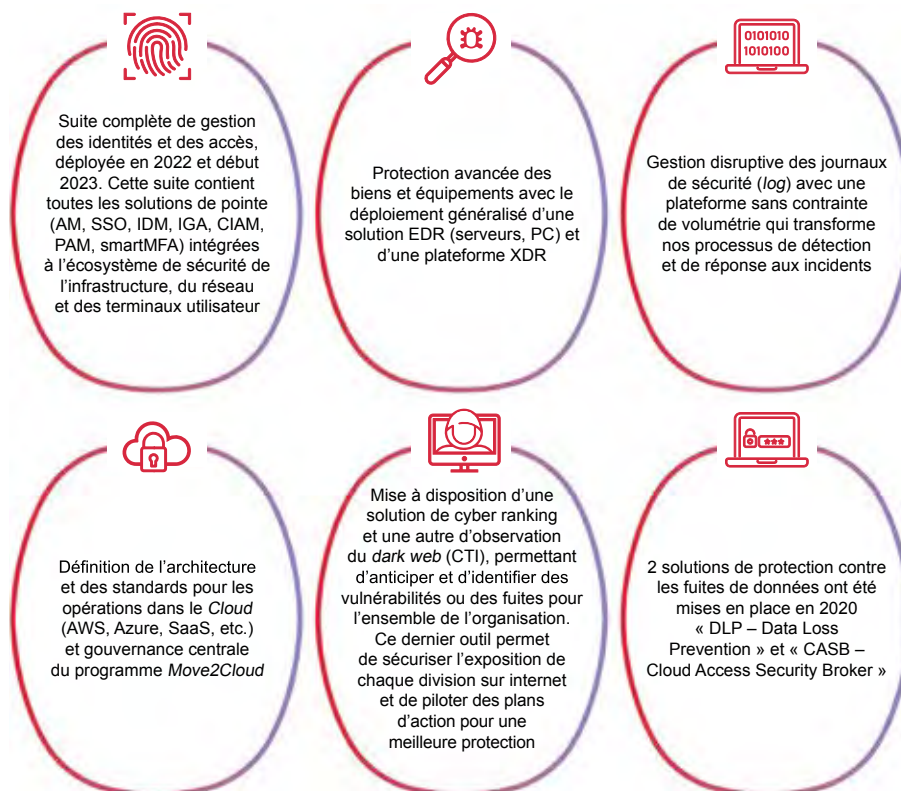 Suite complète de gestion
des identités et des accès,
déployée en 2022 et début
2023. Cette suite contient
toutes les solutions de pointe
(AM, SSO, IDM, IGA, CIAM,
PAM, smartMFA) intégrées
à l’écosystème de sécurité de
l’infrastructure, du réseau
et des terminaux utilisateur
Protection avancée des
biens et équipements avec le
déploiement généralisé d’une
solution EDR (serveurs, PC) et
d’une plateforme XDR
0101010
1010100
Gestion disruptive des journaux
de sécurité (log) avec une
plateforme sans contrainte
de volumétrie qui transforme
nos processus de détection
et de réponse aux incidents
Définition de l’architecture
et des standards pour les
opérations dans le Cloud
(AWS, Azure, SaaS, etc.)
et gouvernance centrale
du programme Move2Cloud
Mise à disposition d’une
solution de cyber ranking
et une autre d’observation
du dark web (CTI), permettant
d’anticiper et d’identifier des
vulnérabilités ou des fuites pour
l’ensemble de l’organisation.
Ce dernier outil permet
de sécuriser l’exposition de
chaque division sur internet
et de piloter des plans
d’action pour une
meilleure protection
***
2 solutions de protection contre
les fuites de données ont été
mises en place en 2020
« DLP – Data Loss
Prevention » et « CASB –
Cloud Access Security Broker »